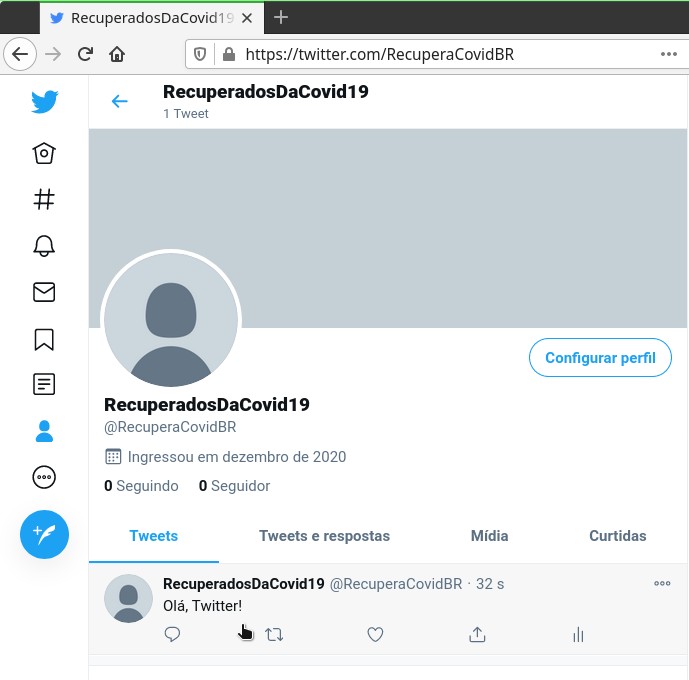 RecuperadosDaCovid19
https://twitter.com/RecuperaCovidBR
RecuperadosDaCovid19
1 Tweet
Configurar perfil
RecuperadosDaCovid19
@RecuperaCovidBR
Ingressou em dezembro de 2020
0 Seguindo 0 Seguidor
Tweets Tweets e respostas Mídia Curtidas
RecuperadosDaCovid19 @RecuperaCovidBR · 32 s
Olá, Twitter!